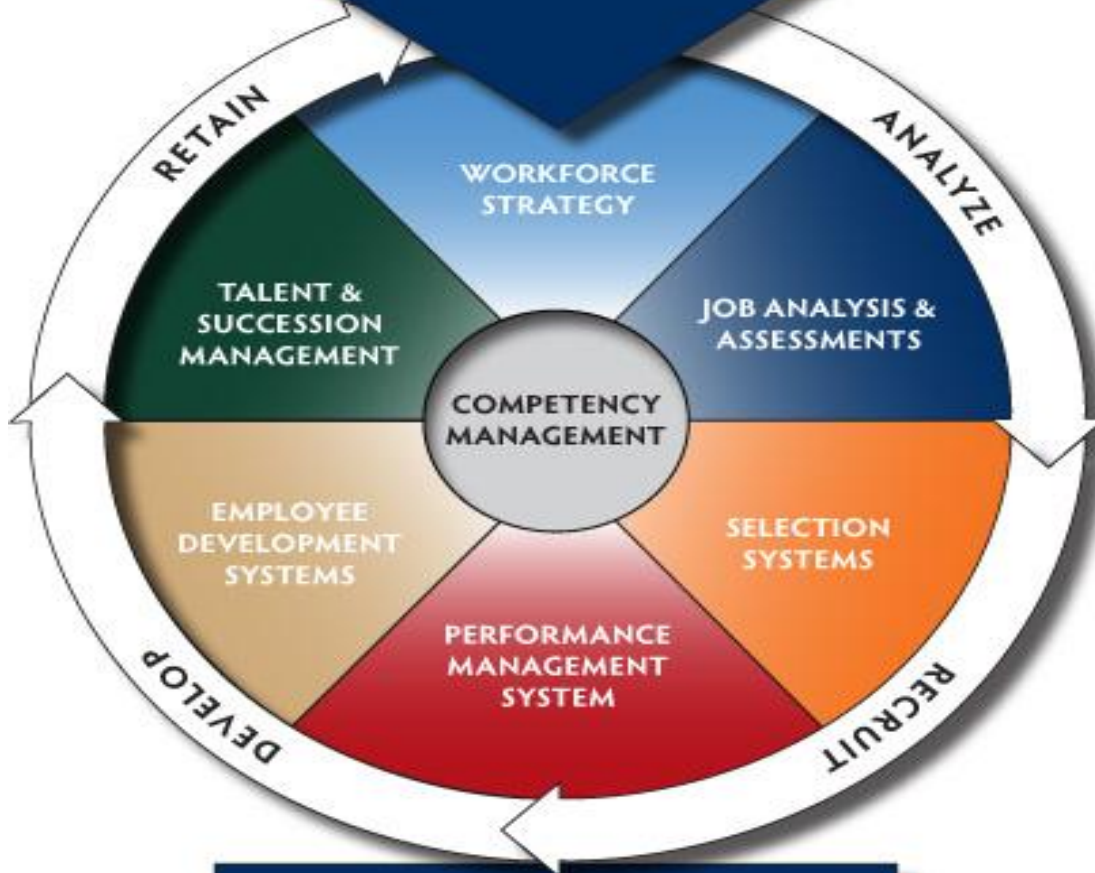 RETAIN
ANALYZE
WORKFORCE
STRATEGY
TALENT &
SUCCESSION
MANAGEMENT
JOB ANALYSIS &
ASSESSMENTS
COMPETENCY
MANAGEMENT
EMPLOYEE
DEVELOPMENT
SYSTEMS
SELECTION
SYSTEMS
PERFORMANCE
MANAGEMENT
SYSTEM
DEVELOP
RECRUIT